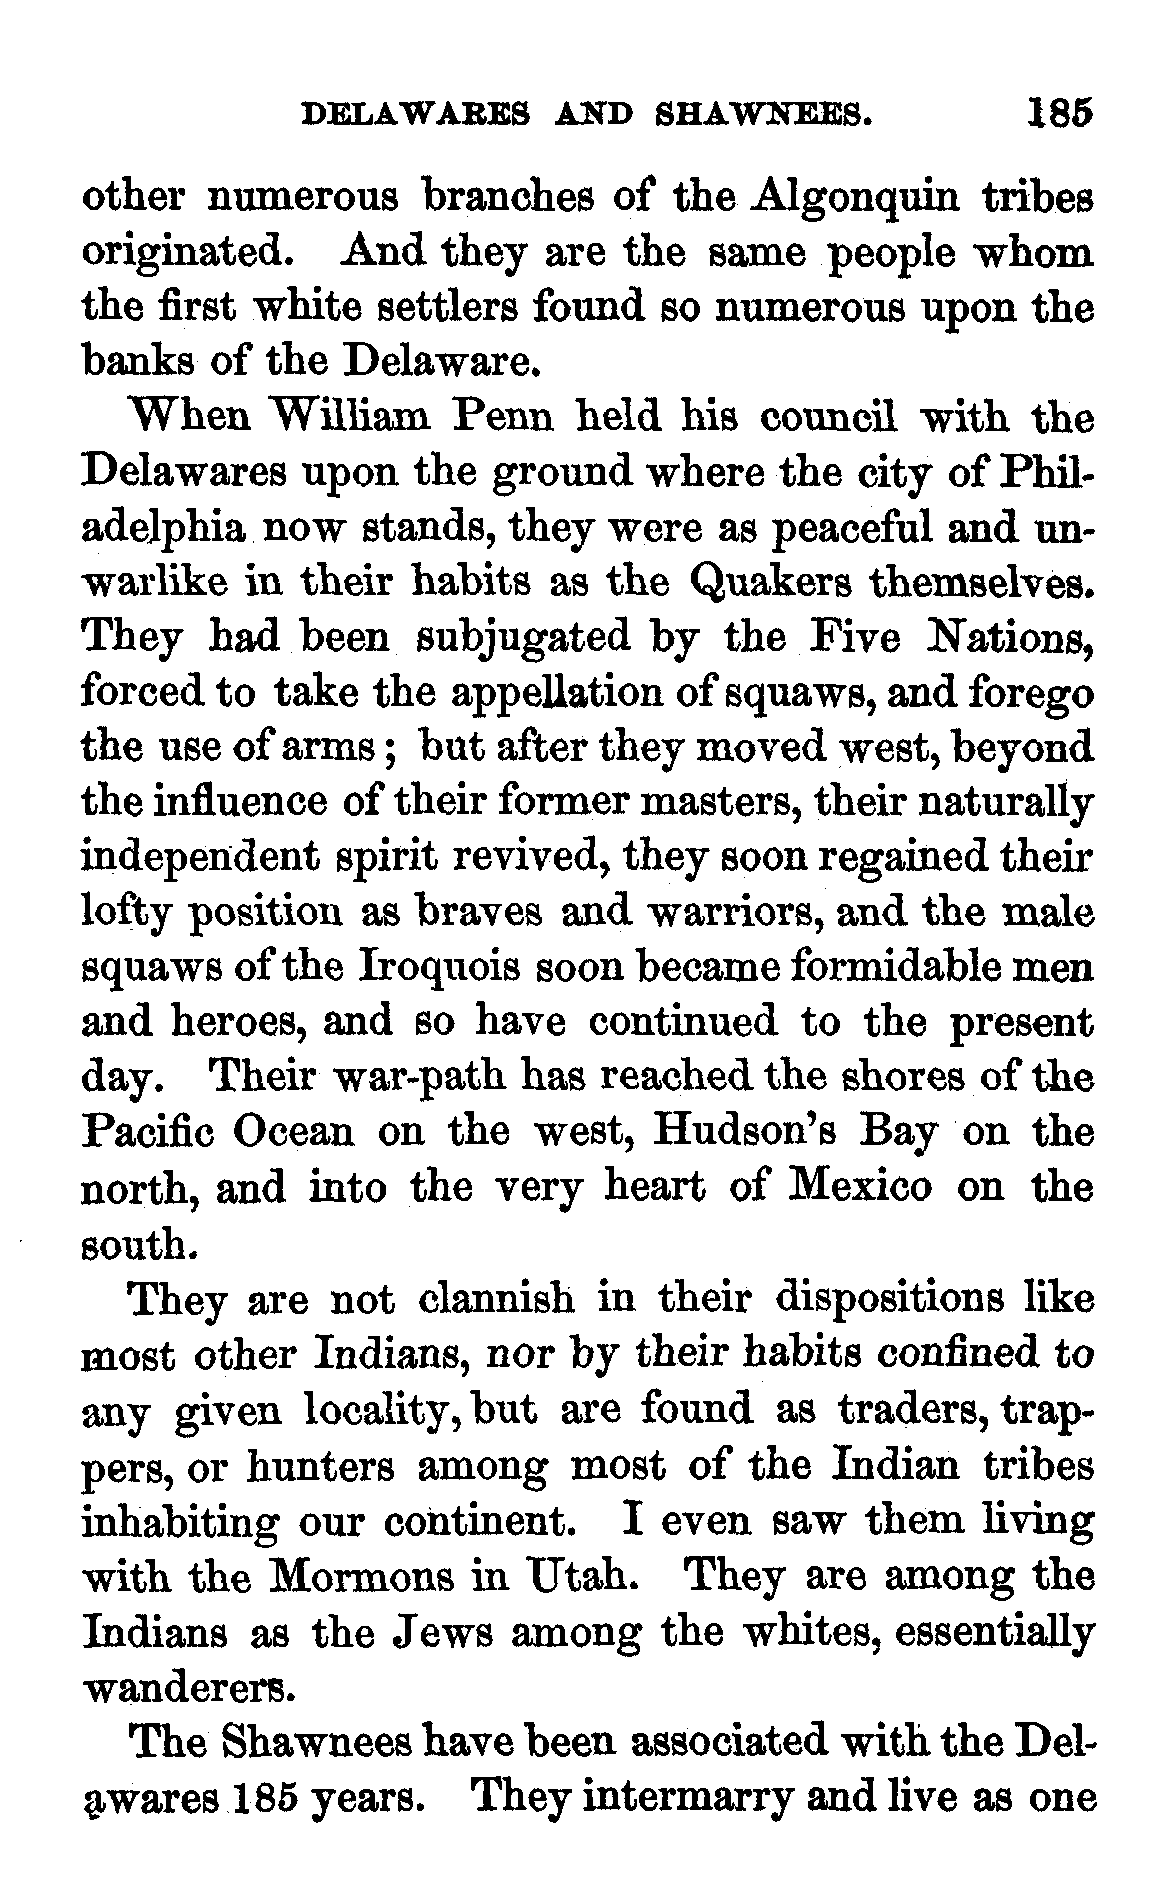 DELAWARES AND SHAWNEES. 185
other numerous branches of the Algonquin tribes
originated. And they are the same people whom
the first white settlers found so numerous upon the
banks of the Delaware.
When William Penn held his council with the
Delawares upon the ground where the city of Phil-
adelphia now stands, they were as peaceful and un-
warlike in their habits as the Quakers themselves.
They had been subjugated by the Five Nations,
forced to take the appellation of squaws, and forego
the use of arms; but after they moved west, beyond
the influence of their former masters, their naturally
independent spirit revived, they soon regained their
lofty position as braves and warriors, and the male
squaws of the Iroquois soon became formidable men
and heroes, and so have continued to the present
day. Their war-path has reached the shores of the
Pacific Ocean on the west, Hudson's Bay on the
north, and into the very heart of Mexico on the
south.
They are not clannish in their dispositions like
most other Indians, nor by their habits confined to
any given locality, but are found as traders, trap-
pers, or hunters among most of the Indian tribes
inhabiting our continent. I even saw them living
with the Mormons in Utah. They are among the
Indians as the Jews among the whites, essentially
wanderers.
The Shawnees have been associated with the Del-
awares 185 years. They intermarry and live as one